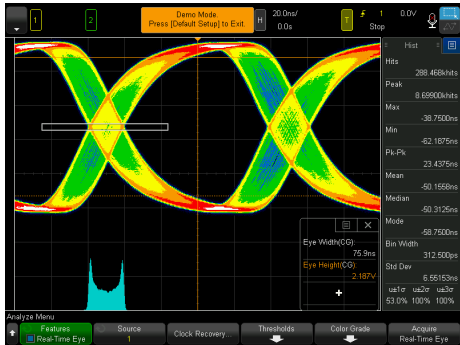 1
2
Demo Mode.
Press [Default Setup] to Exit.
H
20.0ns/
0.0s
T
1
0.0V
Stop
Hist
Hits
288.468khits
Peak
8.69900khits
Max
-38.7500ns
Min
-62.1875ns
Pk-Pk
23.4375ns
Mean
-50.1558ns
Median
-50.3125ns
Mode
-58.7500ns
Bin Width
312.500ps
Std Dev
6.55153ns
u±1σ u±2σ u±3σ
53.0% 100% 100%
Eye Width(CG):
75.9ns
Eye Height(CG):
2.187V
Analyze Menu
Features
Real-Time Eye
Source
1
Clock Recovery...
Thresholds
Color Grade
Acquire
Real-Time Eye